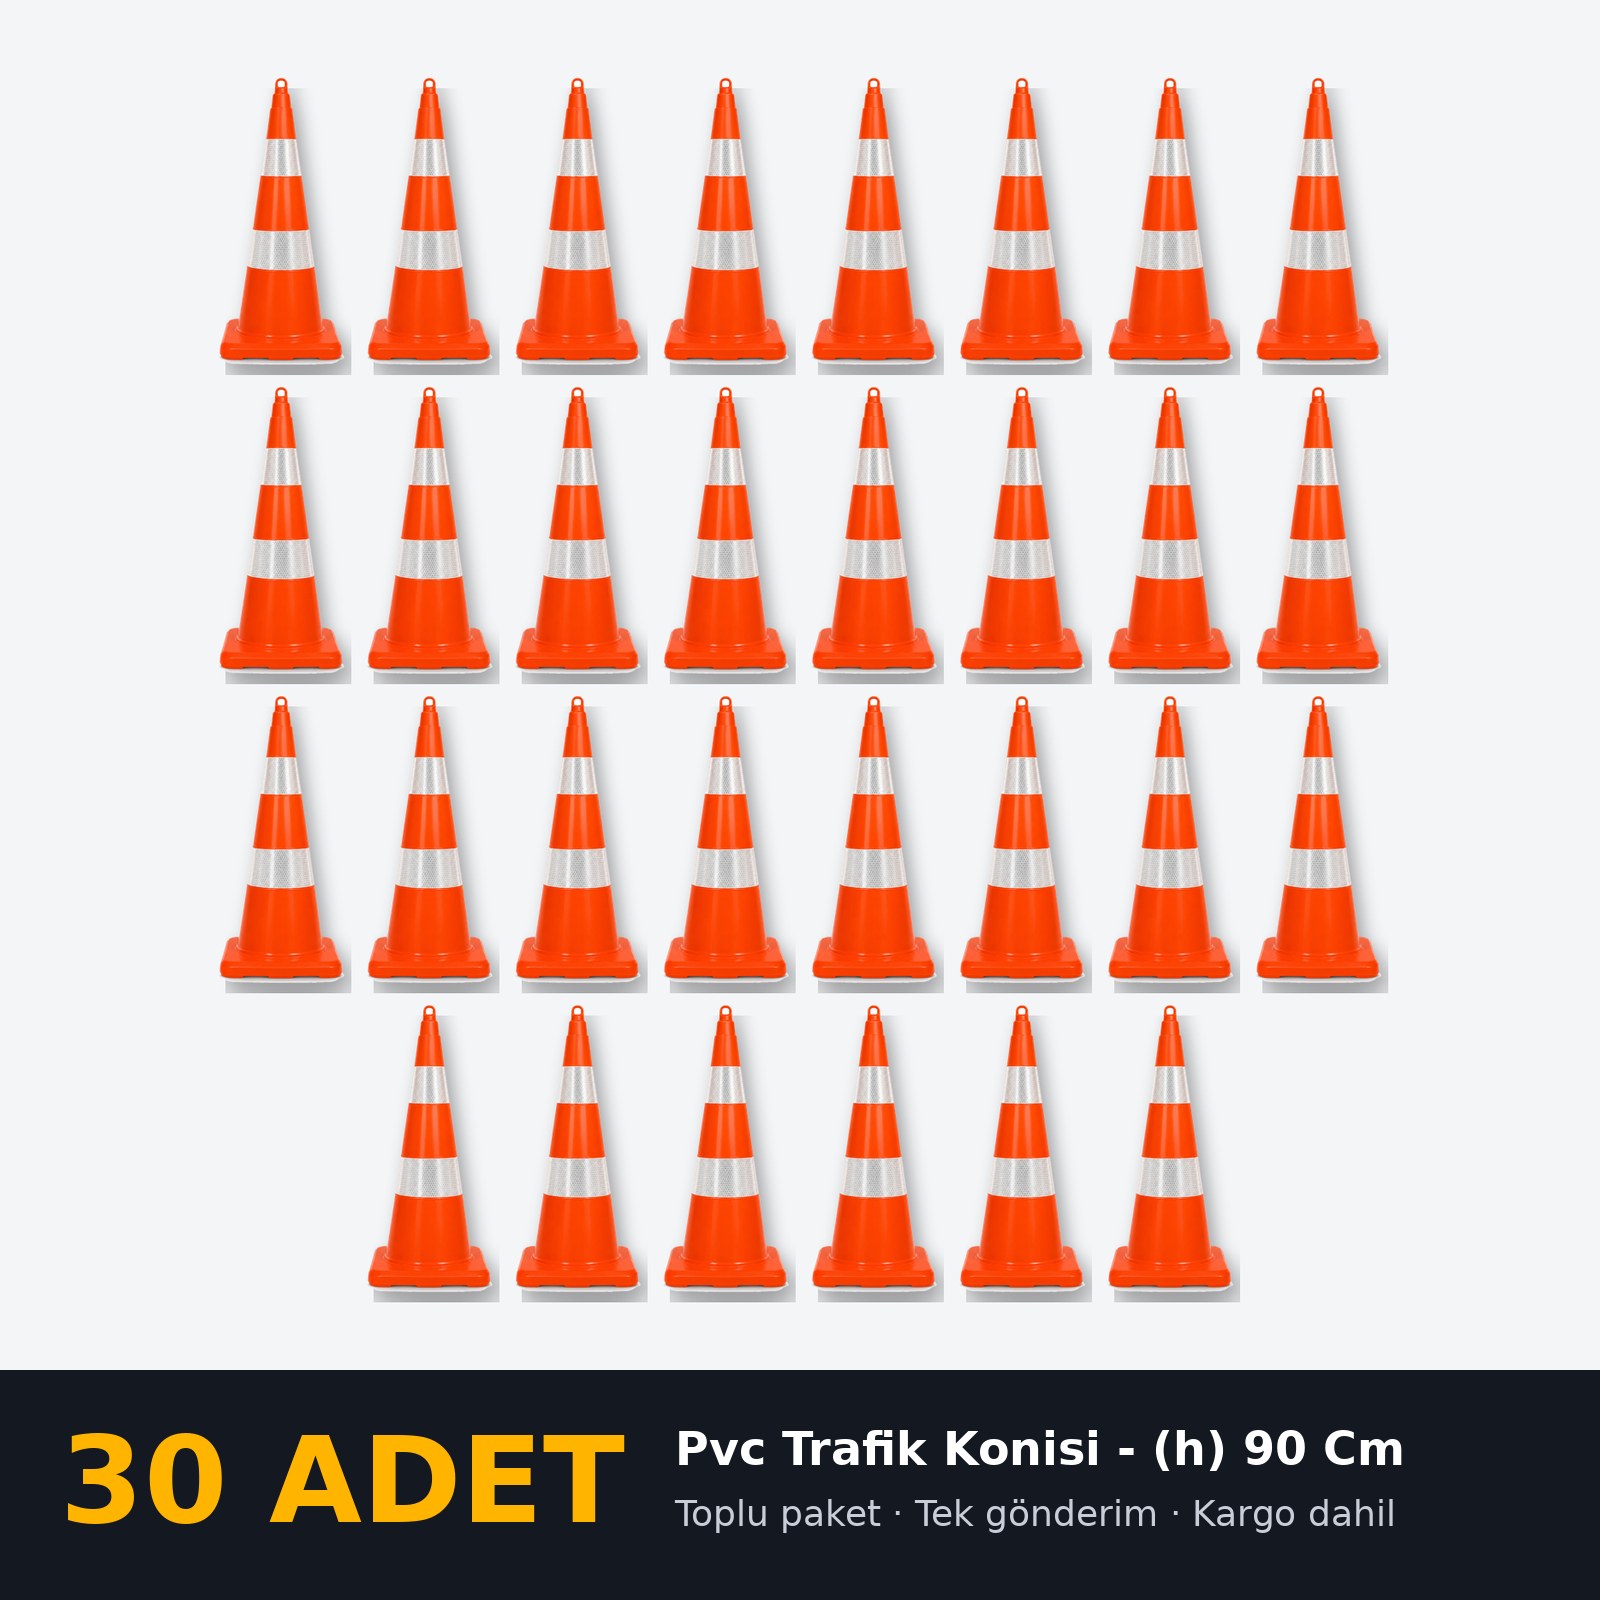 30 ADET
Pvc Trafik Konisi - (h) 90 Cm
Toplu paket · Tek gönderim · Kargo dahil